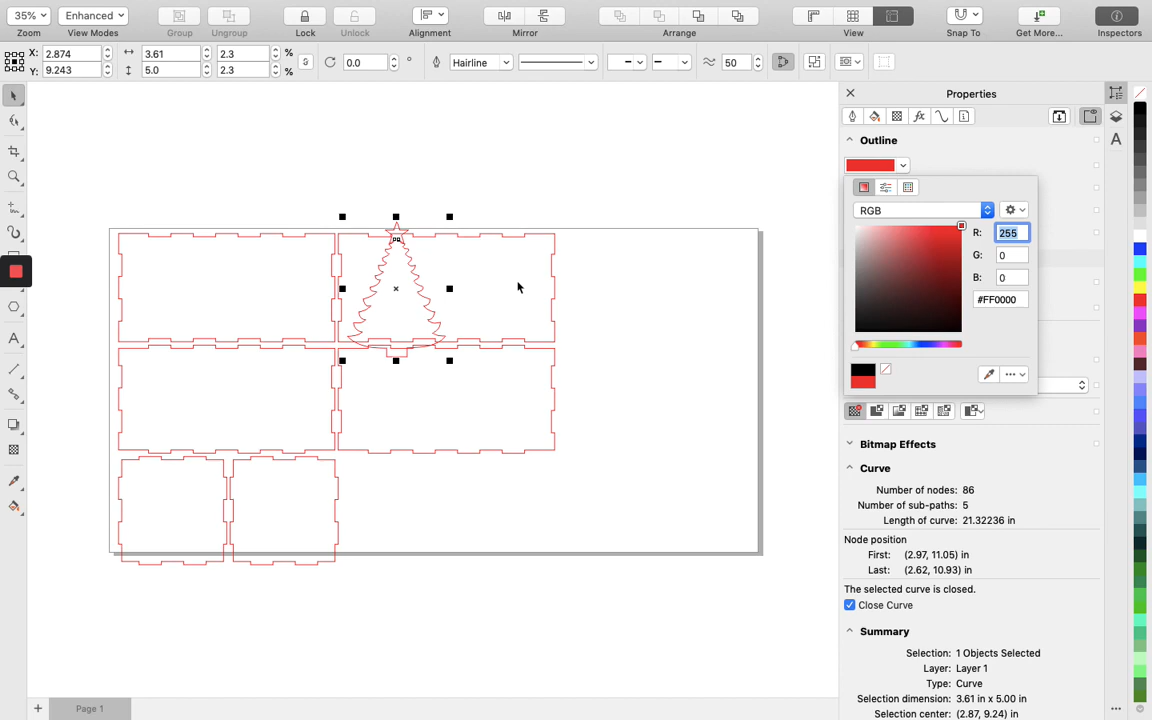 35% Enhanced
Zoom View Modes Group Ungroup Lock Unlock Alignment Mirror Arrange View Snap To Get More... Inspectors
X: 2.874 3.61 2.3 %
Y: 9.243 5.0 2.3 %
0.0 °
Hairline
50
Properties
Outline
RGB
R: 255
G: 0
B: 0
#FF0000
Bitmap Effects
Curve
Number of nodes: 86
Number of sub-paths: 5
Length of curve: 21.32236 in
Node position
First: (2.97, 11.05) in
Last: (2.62, 10.93) in
The selected curve is closed.
Close Curve
Summary
Selection: 1 Objects Selected
Layer: Layer 1
Type: Curve
Selection dimension: 3.61 in x 5.00 in
Selection center: (2.87, 9.24) in
Page 1